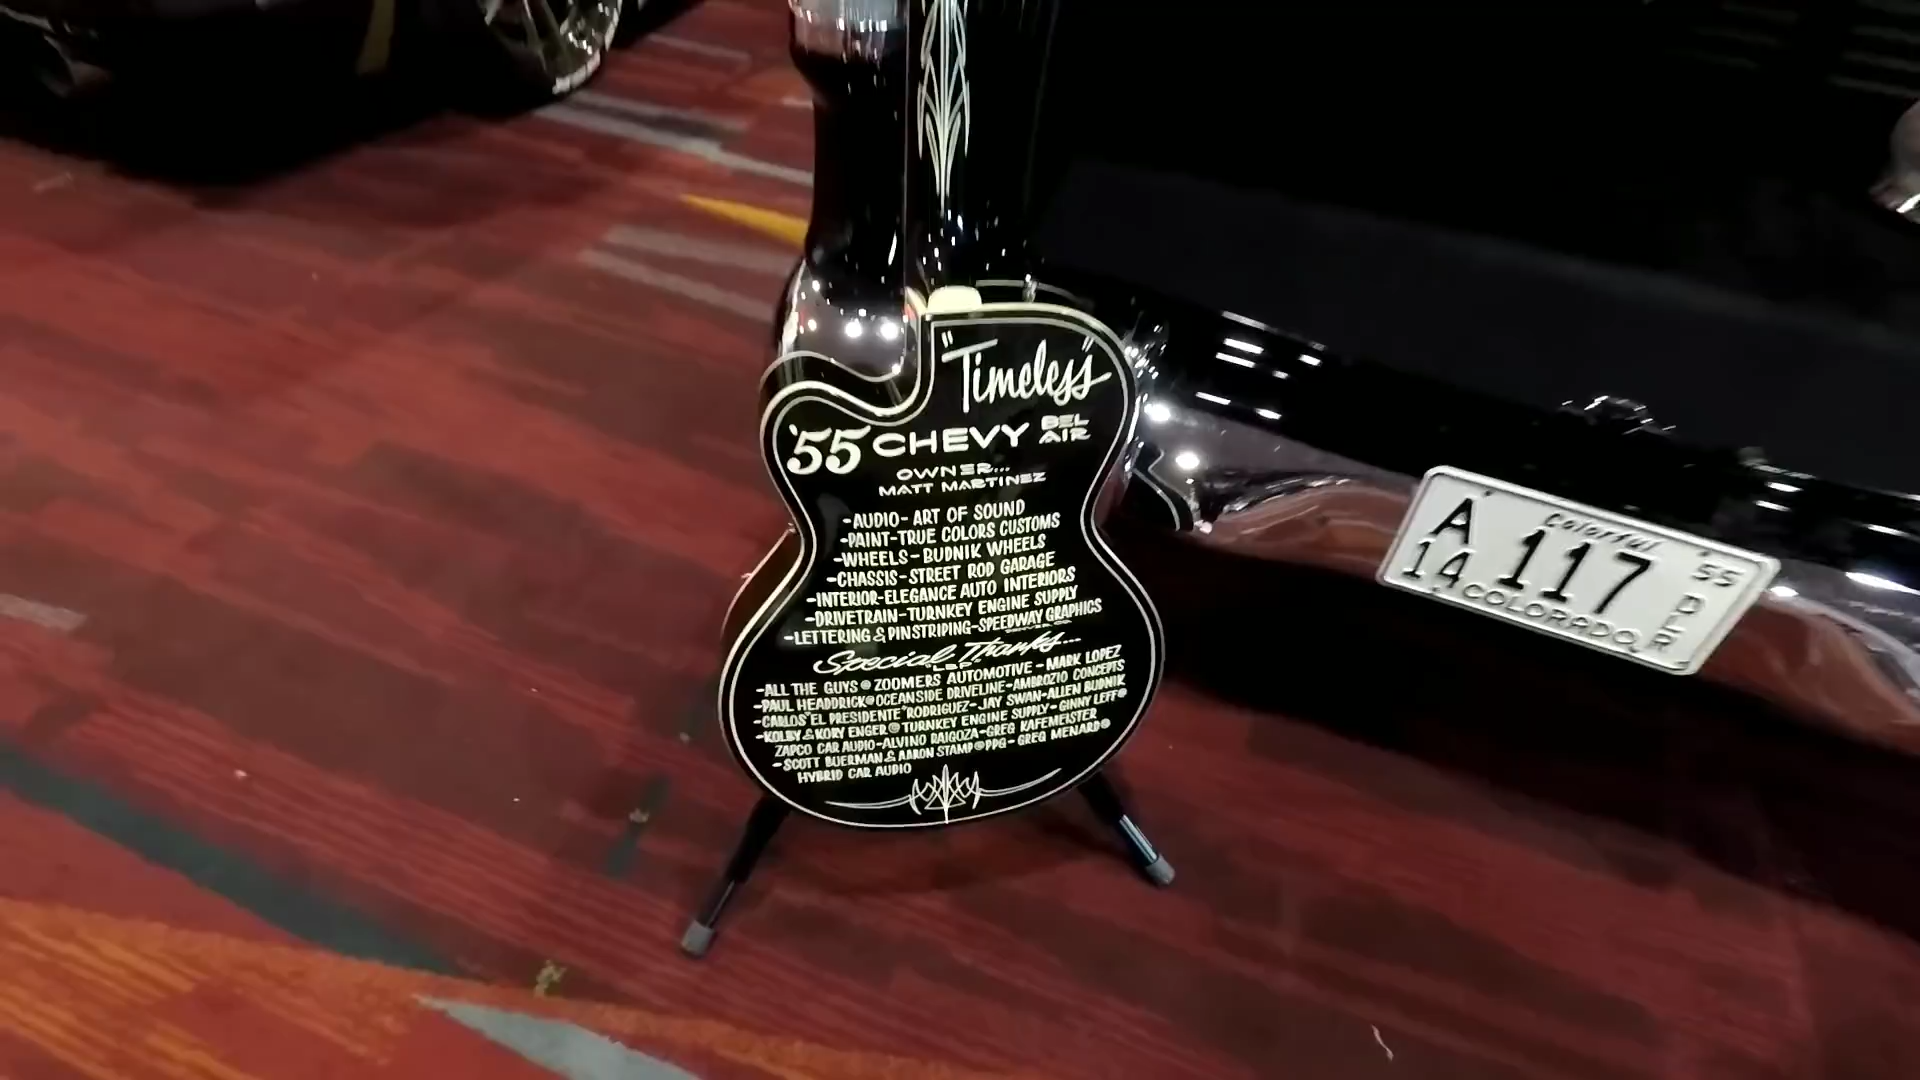 "Timeless"
'55 CHEVY BEL AIR
OWNER...
MATT MARTINEZ
-AUDIO- ART OF SOUND
-PAINT-TRUE COLORS CUSTOMS
-WHEELS-BUDNIK WHEELS
-CHASSIS-STREET ROD GARAGE
-INTERIOR-ELEGANCE AUTO INTERIORS
-DRIVETRAIN-TURNKEY ENGINE SUPPLY
-LETTERING & PINSTRIPING-SPEEDWAY GRAPHICS
Special Thanks...
-ALL THE GUYS @ ZOOMERS AUTOMOTIVE - MARK LOPEZ
-PAUL HEADDRICK@OCEANSIDE DRIVELINE-AMBROZIO CONCEPTS
-CARLOS "EL PRESIDENTE" RODRIGUEZ-JAY SWAN-ALLEN BUDNIK
-KOLBY & KORY ENGER@TURNKEY ENGINE SUPPLY-GINNY LEFF@
ZAPCO CAR AUDIO-ALVINO RAIGOZA-GREG KAFEMEISTER
-SCOTT BUERMAN & AARON STAMP@PPG- GREG MENARD@
HYBRID CAR AUDIO
Colorful '55
A 117
14
COLORADO
DLR